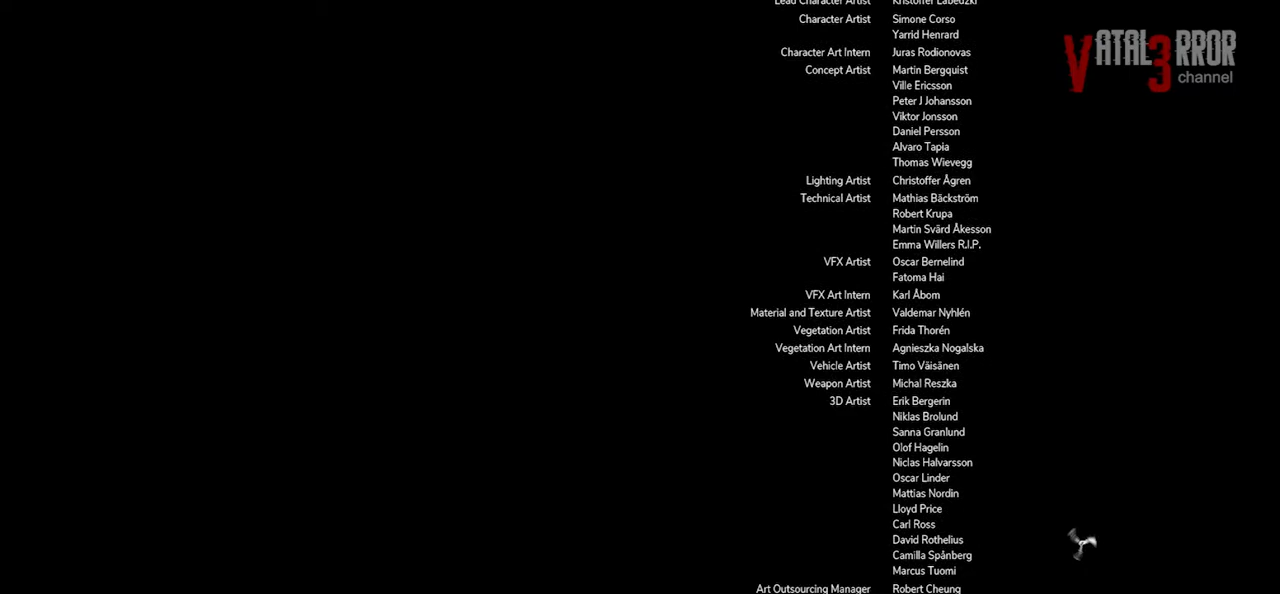 Lead Character Artist Kristoffer Labedzki
Character Artist Simone Corso
Yarrid Henrard
Character Art Intern Juras Rodionovas
Concept Artist Martin Bergquist
Ville Ericsson
Peter J Johansson
Viktor Jonsson
Daniel Persson
Alvaro Tapia
Thomas Wievegg
Lighting Artist Christoffer Ågren
Technical Artist Mathias Bäckström
Robert Krupa
Martin Svärd Åkesson
Emma Willers R.I.P.
VFX Artist Oscar Bernelind
Fatoma Hai
VFX Art Intern Karl Åbom
Material and Texture Artist Valdemar Nyhlén
Vegetation Artist Frida Thorén
Vegetation Art Intern Agnieszka Nogalska
Vehicle Artist Timo Väisänen
Weapon Artist Michal Reszka
3D Artist Erik Bergerin
Niklas Brolund
Sanna Granlund
Olof Hagelin
Niclas Halvarsson
Oscar Linder
Mattias Nordin
Lloyd Price
Carl Ross
David Rothelius
Camilla Spånberg
Marcus Tuomi
Art Outsourcing Manager Robert Cheung
VATAL3RROR
channel